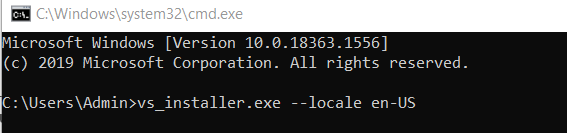 C:\Windows\system32\cmd.exe
Microsoft Windows [Version 10.0.18363.1556]
(c) 2019 Microsoft Corporation. All rights reserved.
C:\Users\Admin>vs_installer.exe --locale en-US